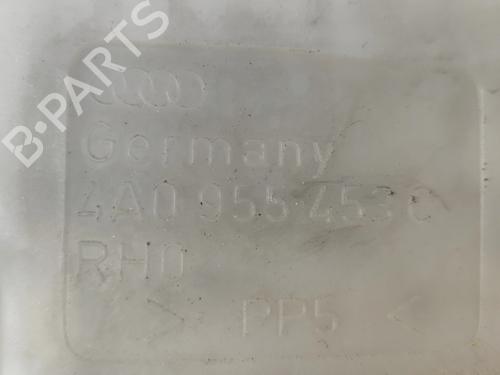 B-PARTS
Germany
4A0 955 453 C
RHD
> PP5 <